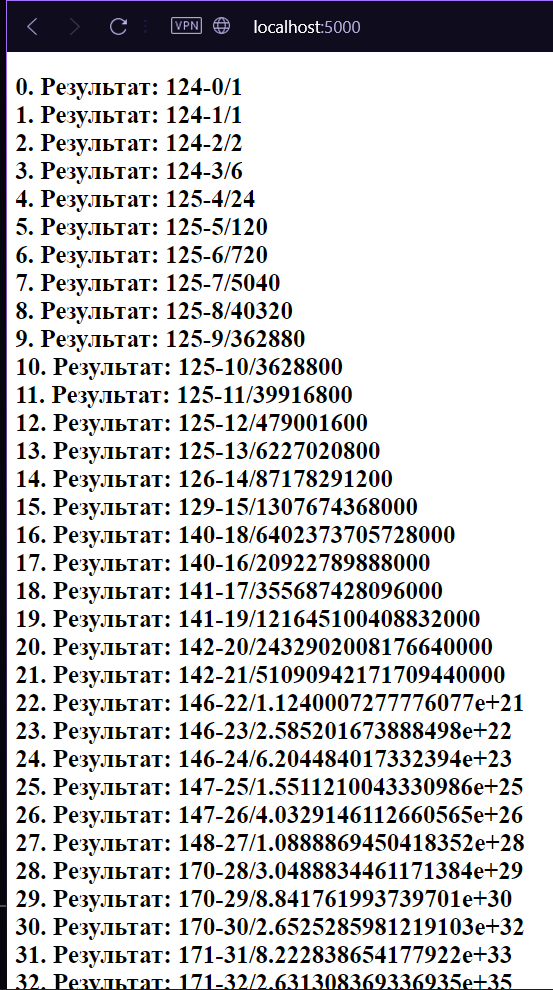 VPN localhost:5000
0. Результат: 124-0/1
1. Результат: 124-1/1
2. Результат: 124-2/2
3. Результат: 124-3/6
4. Результат: 125-4/24
5. Результат: 125-5/120
6. Результат: 125-6/720
7. Результат: 125-7/5040
8. Результат: 125-8/40320
9. Результат: 125-9/362880
10. Результат: 125-10/3628800
11. Результат: 125-11/39916800
12. Результат: 125-12/479001600
13. Результат: 125-13/6227020800
14. Результат: 126-14/87178291200
15. Результат: 129-15/1307674368000
16. Результат: 140-18/6402373705728000
17. Результат: 140-16/20922789888000
18. Результат: 141-17/355687428096000
19. Результат: 141-19/121645100408832000
20. Результат: 142-20/2432902008176640000
21. Результат: 142-21/51090942171709440000
22. Результат: 146-22/1.1240007277776077e+21
23. Результат: 146-23/2.585201673888498e+22
24. Результат: 146-24/6.204484017332394e+23
25. Результат: 147-25/1.5511210043330986e+25
26. Результат: 147-26/4.0329146112660565e+26
27. Результат: 148-27/1.0888869450418352e+28
28. Результат: 170-28/3.0488834461171384e+29
29. Результат: 170-29/8.841761993739701e+30
30. Результат: 170-30/2.6525285981219103e+32
31. Результат: 171-31/8.222838654177922e+33
32. Результат: 171-32/2.631308369336935e+35